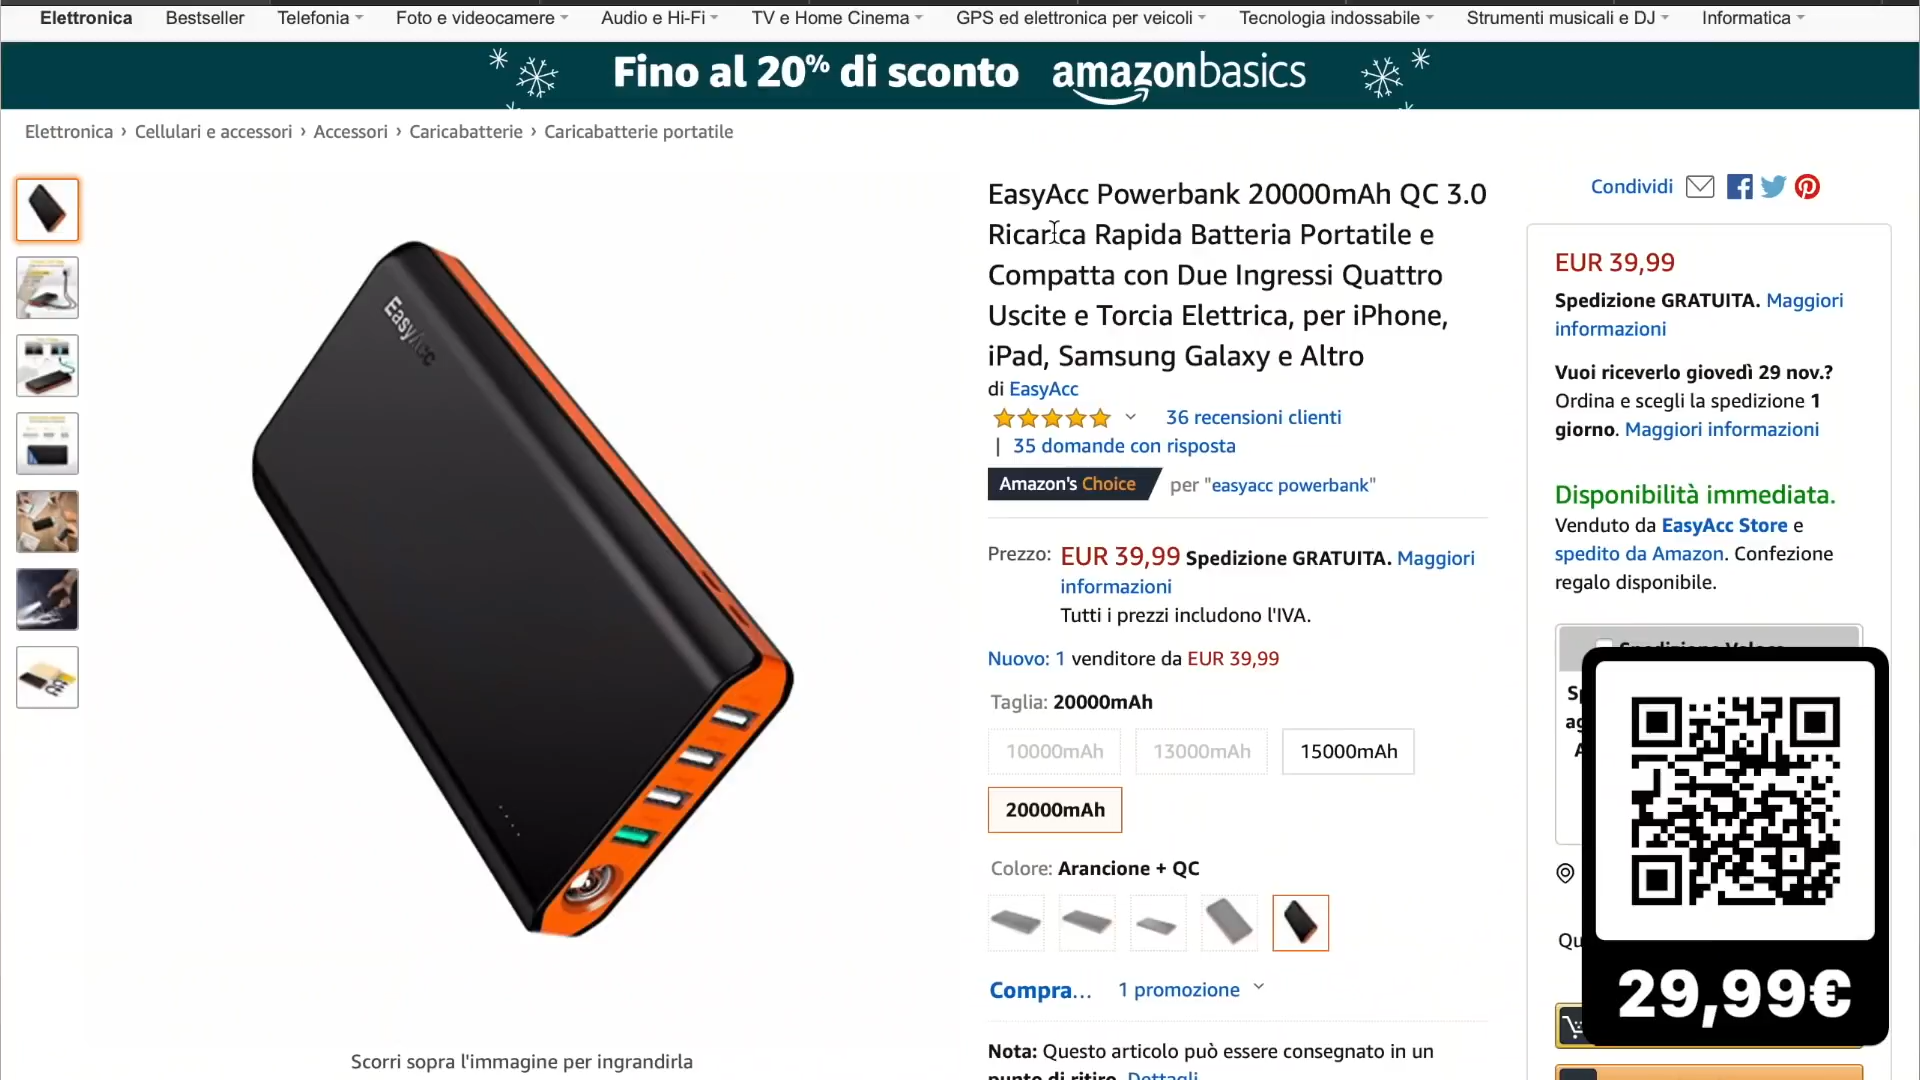 Elettronica Bestseller Telefonia Foto e videocamere Audio e Hi-Fi TV e Home Cinema GPS ed elettronica per veicoli Tecnologia indossabile Strumenti musicali e DJ Informatica
Fino al 20% di sconto amazonbasics
Elettronica › Cellulari e accessori › Accessori › Caricabatterie › Caricabatterie portatile
EasyAcc
Scorri sopra l'immagine per ingrandirla
EasyAcc Powerbank 20000mAh QC 3.0
Ricarica Rapida Batteria Portatile e
Compatta con Due Ingressi Quattro
Uscite e Torcia Elettrica, per iPhone,
iPad, Samsung Galaxy e Altro
di EasyAcc
36 recensioni clienti
| 35 domande con risposta
Amazon's Choice per "easyacc powerbank"
Prezzo: EUR 39,99 Spedizione GRATUITA. Maggiori
informazioni
Tutti i prezzi includono l'IVA.
Nuovo: 1 venditore da EUR 39,99
Taglia: 20000mAh
10000mAh 13000mAh 15000mAh
20000mAh
Colore: Arancione + QC
Compra... 1 promozione
Nota: Questo articolo può essere consegnato in un
punto di ritiro. Dettagli
Condividi
EUR 39,99
Spedizione GRATUITA. Maggiori
informazioni
Vuoi riceverlo giovedì 29 nov.?
Ordina e scegli la spedizione 1
giorno. Maggiori informazioni
Disponibilità immediata.
Venduto da EasyAcc Store e
spedito da Amazon. Confezione
regalo disponibile.
29,99€